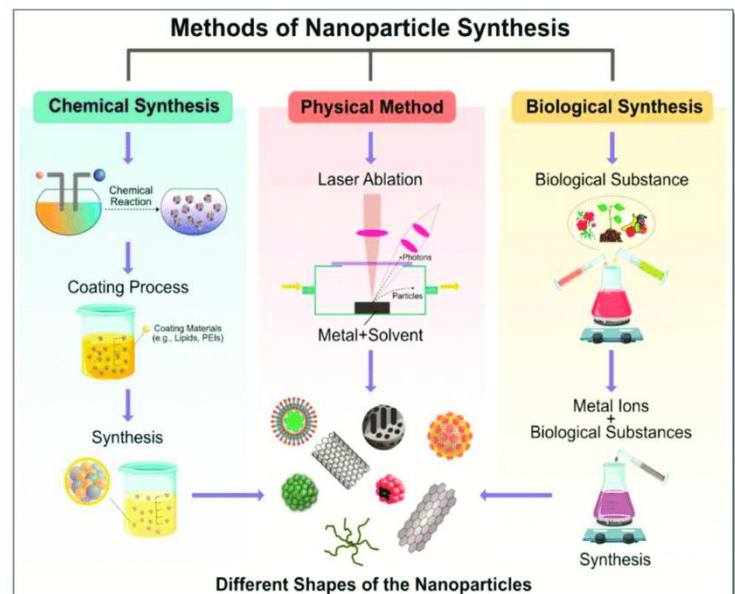 Methods of Nanoparticle Synthesis
Chemical Synthesis
Chemical
Reaction
Coating Process
Coating Materials
(e.g., Lipids, PEIs)
Synthesis
Physical Method
Laser Ablation
Photons
Particles
Metal+Solvent
Biological Synthesis
Biological Substance
Metal Ions
+
Biological Substances
Synthesis
Different Shapes of the Nanoparticles